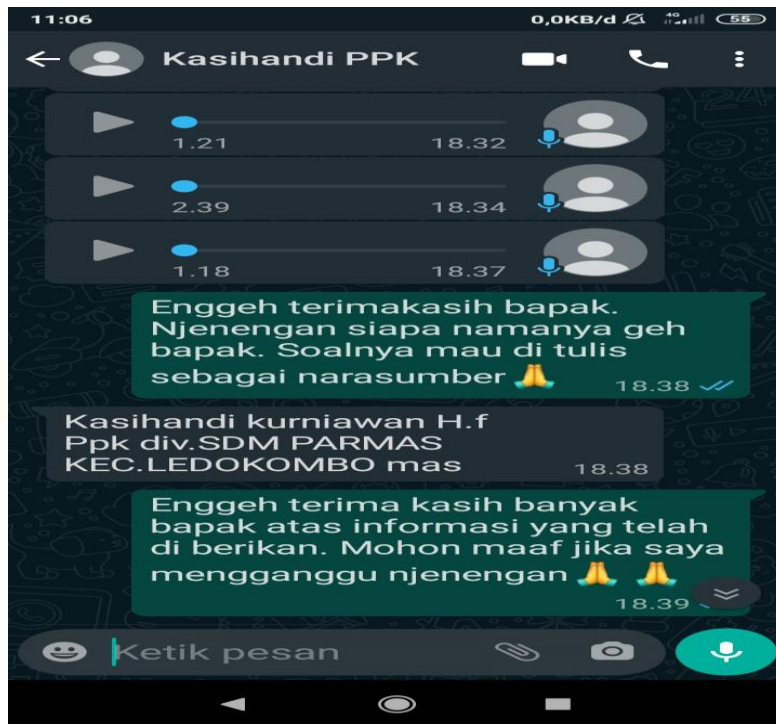 11:06 0,0KB/d 4G 55
Kasihandi PPK
1.21 18.32
2.39 18.34
1.18 18.37
Enggeh terimakasih bapak.
Njenengan siapa namanya geh
bapak. Soalnya mau di tulis
sebagai narasumber 🙏 18.38
Kasihandi kurniawan H.f
Ppk div.SDM PARMAS
KEC.LEDOKOMBO mas 18.38
Enggeh terima kasih banyak
bapak atas informasi yang telah
di berikan. Mohon maaf jika saya
mengganggu njenengan 🙏 🙏
18.39
Ketik pesan